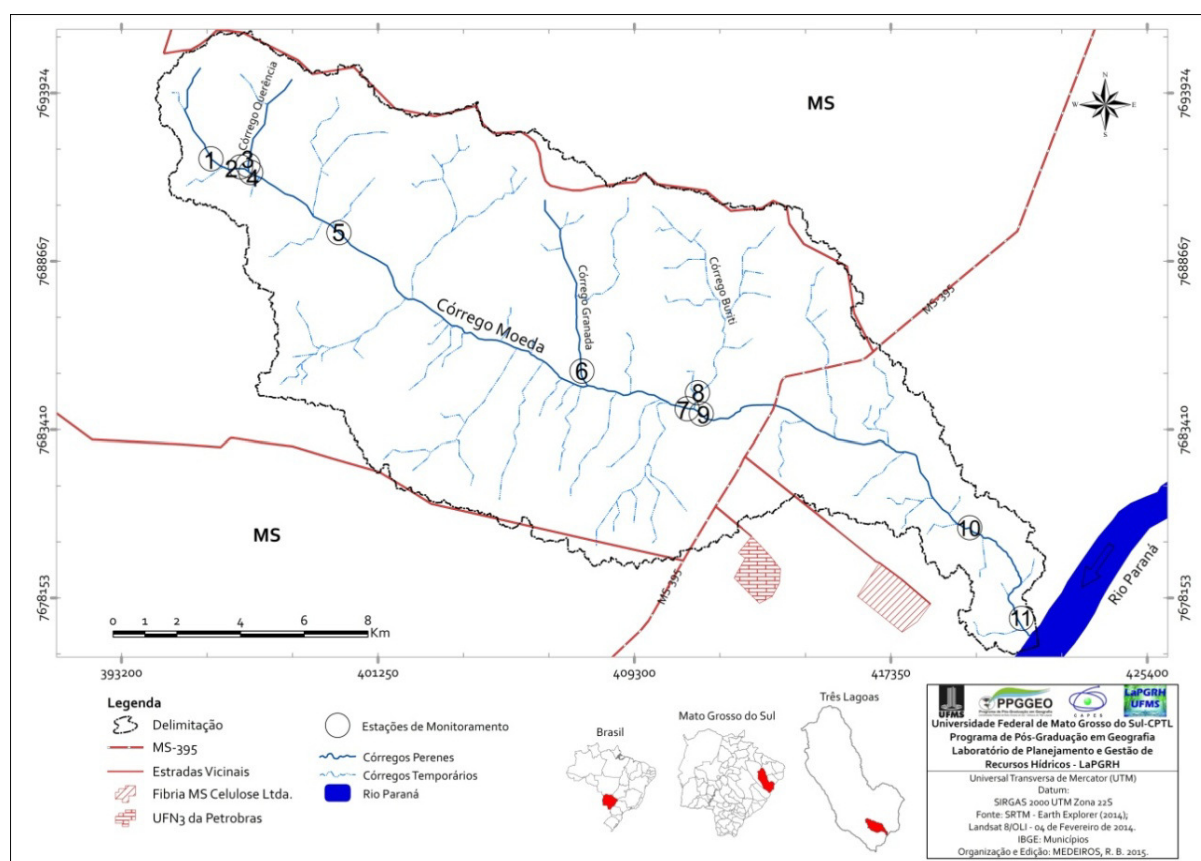 MS
7693924
7693924
Córrego Querência
1
2
3
4
5
7688667
7688667
Córrego Granada
Córrego Buriti
MS-395
Córrego Moeda
6
7
8
9
7683410
7683410
MS
10
MS-395
Rio Paraná
7678153
7678153
11
0 1 2 4 6 8
Km
393200
401250
409300
417350
425400
N
W
E
S
Legenda
Delimitação
MS-395
Estradas Vicinais
Fibria MS Celulose Ltda.
UFN3 da Petrobras
Estações de Monitoramento
Córregos Perenes
Córregos Temporários
Rio Paraná
Brasil
Mato Grosso do Sul
Três Lagoas
UFMS
PPGGEO
CAPES
LaPGRH
UFMS
Universidade Federal de Mato Grosso do Sul-CPTL
Programa de Pós-Graduação em Geografia
Laboratório de Planejamento e Gestão de
Recursos Hídricos - LaPGRH
Universal Transversa de Mercator (UTM)
Datum:
SIRGAS 2000 UTM Zona 22S
Fonte: SRTM - Earth Explorer (2014);
Landsat 8/OLI - 04 de Fevereiro de 2014.
IBGE: Municípios
Organização e Edição: MEDEIROS, R. B. 2015.